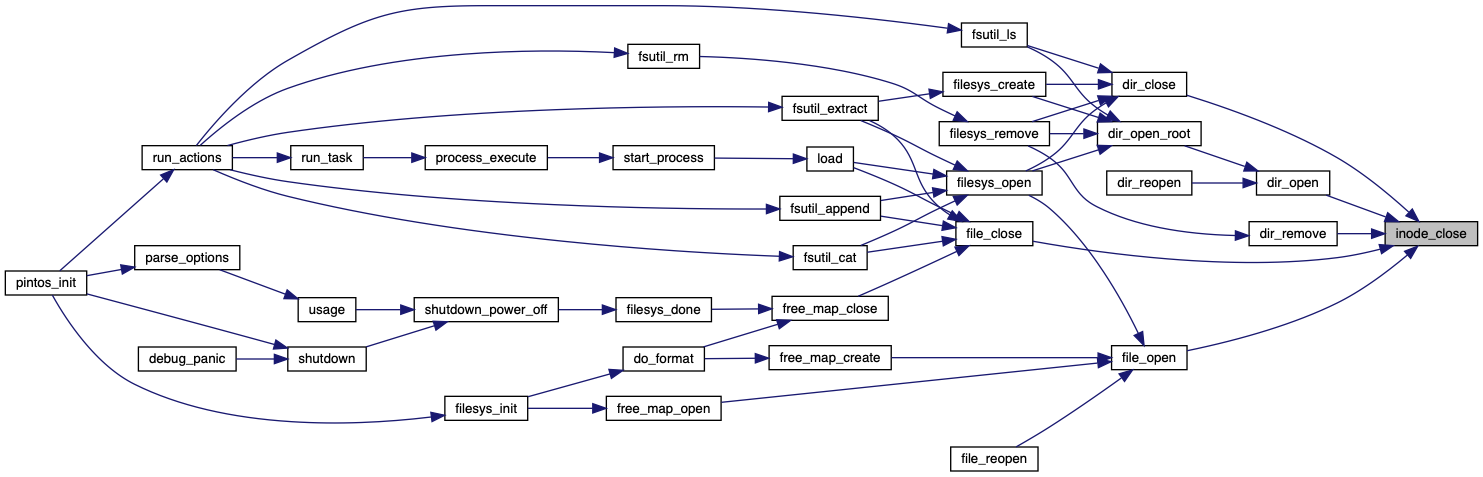 fsutil_ls
fsutil_rm
filesys_create
dir_close
fsutil_extract
filesys_remove
dir_open_root
run_actions
run_task
process_execute
start_process
load
filesys_open
dir_reopen
dir_open
fsutil_append
file_close
dir_remove
inode_close
parse_options
fsutil_cat
pintos_init
usage
shutdown_power_off
filesys_done
free_map_close
debug_panic
shutdown
do_format
free_map_create
file_open
filesys_init
free_map_open
file_reopen